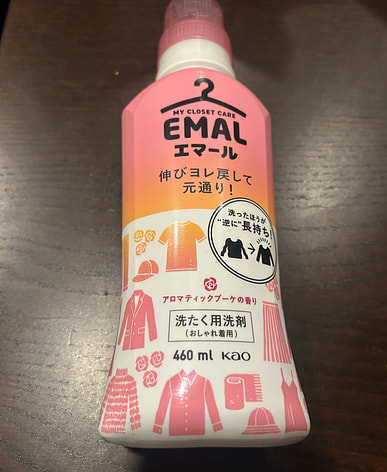 MY CLOSET CARE
EMAL
エマール
伸びヨレ戻して
元通り!
洗ったほうが
“逆に”長持ち!
アロマティックブーケの香り
洗たく用洗剤
(おしゃれ着用)
460 ml Kao